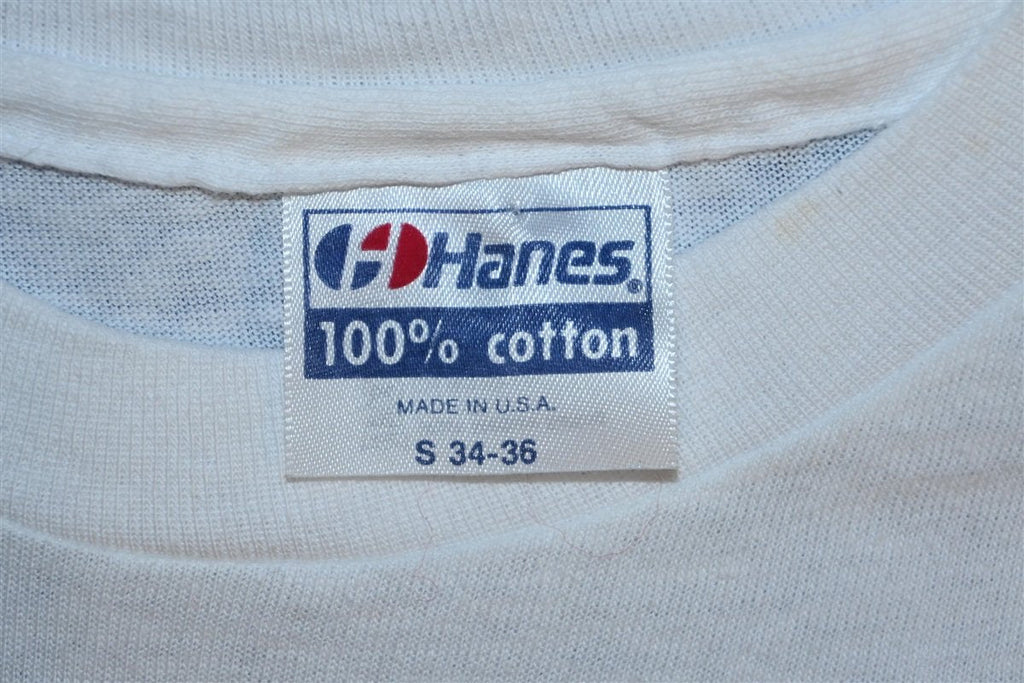 Hanes®
100% cotton
MADE IN U.S.A.
S 34-36